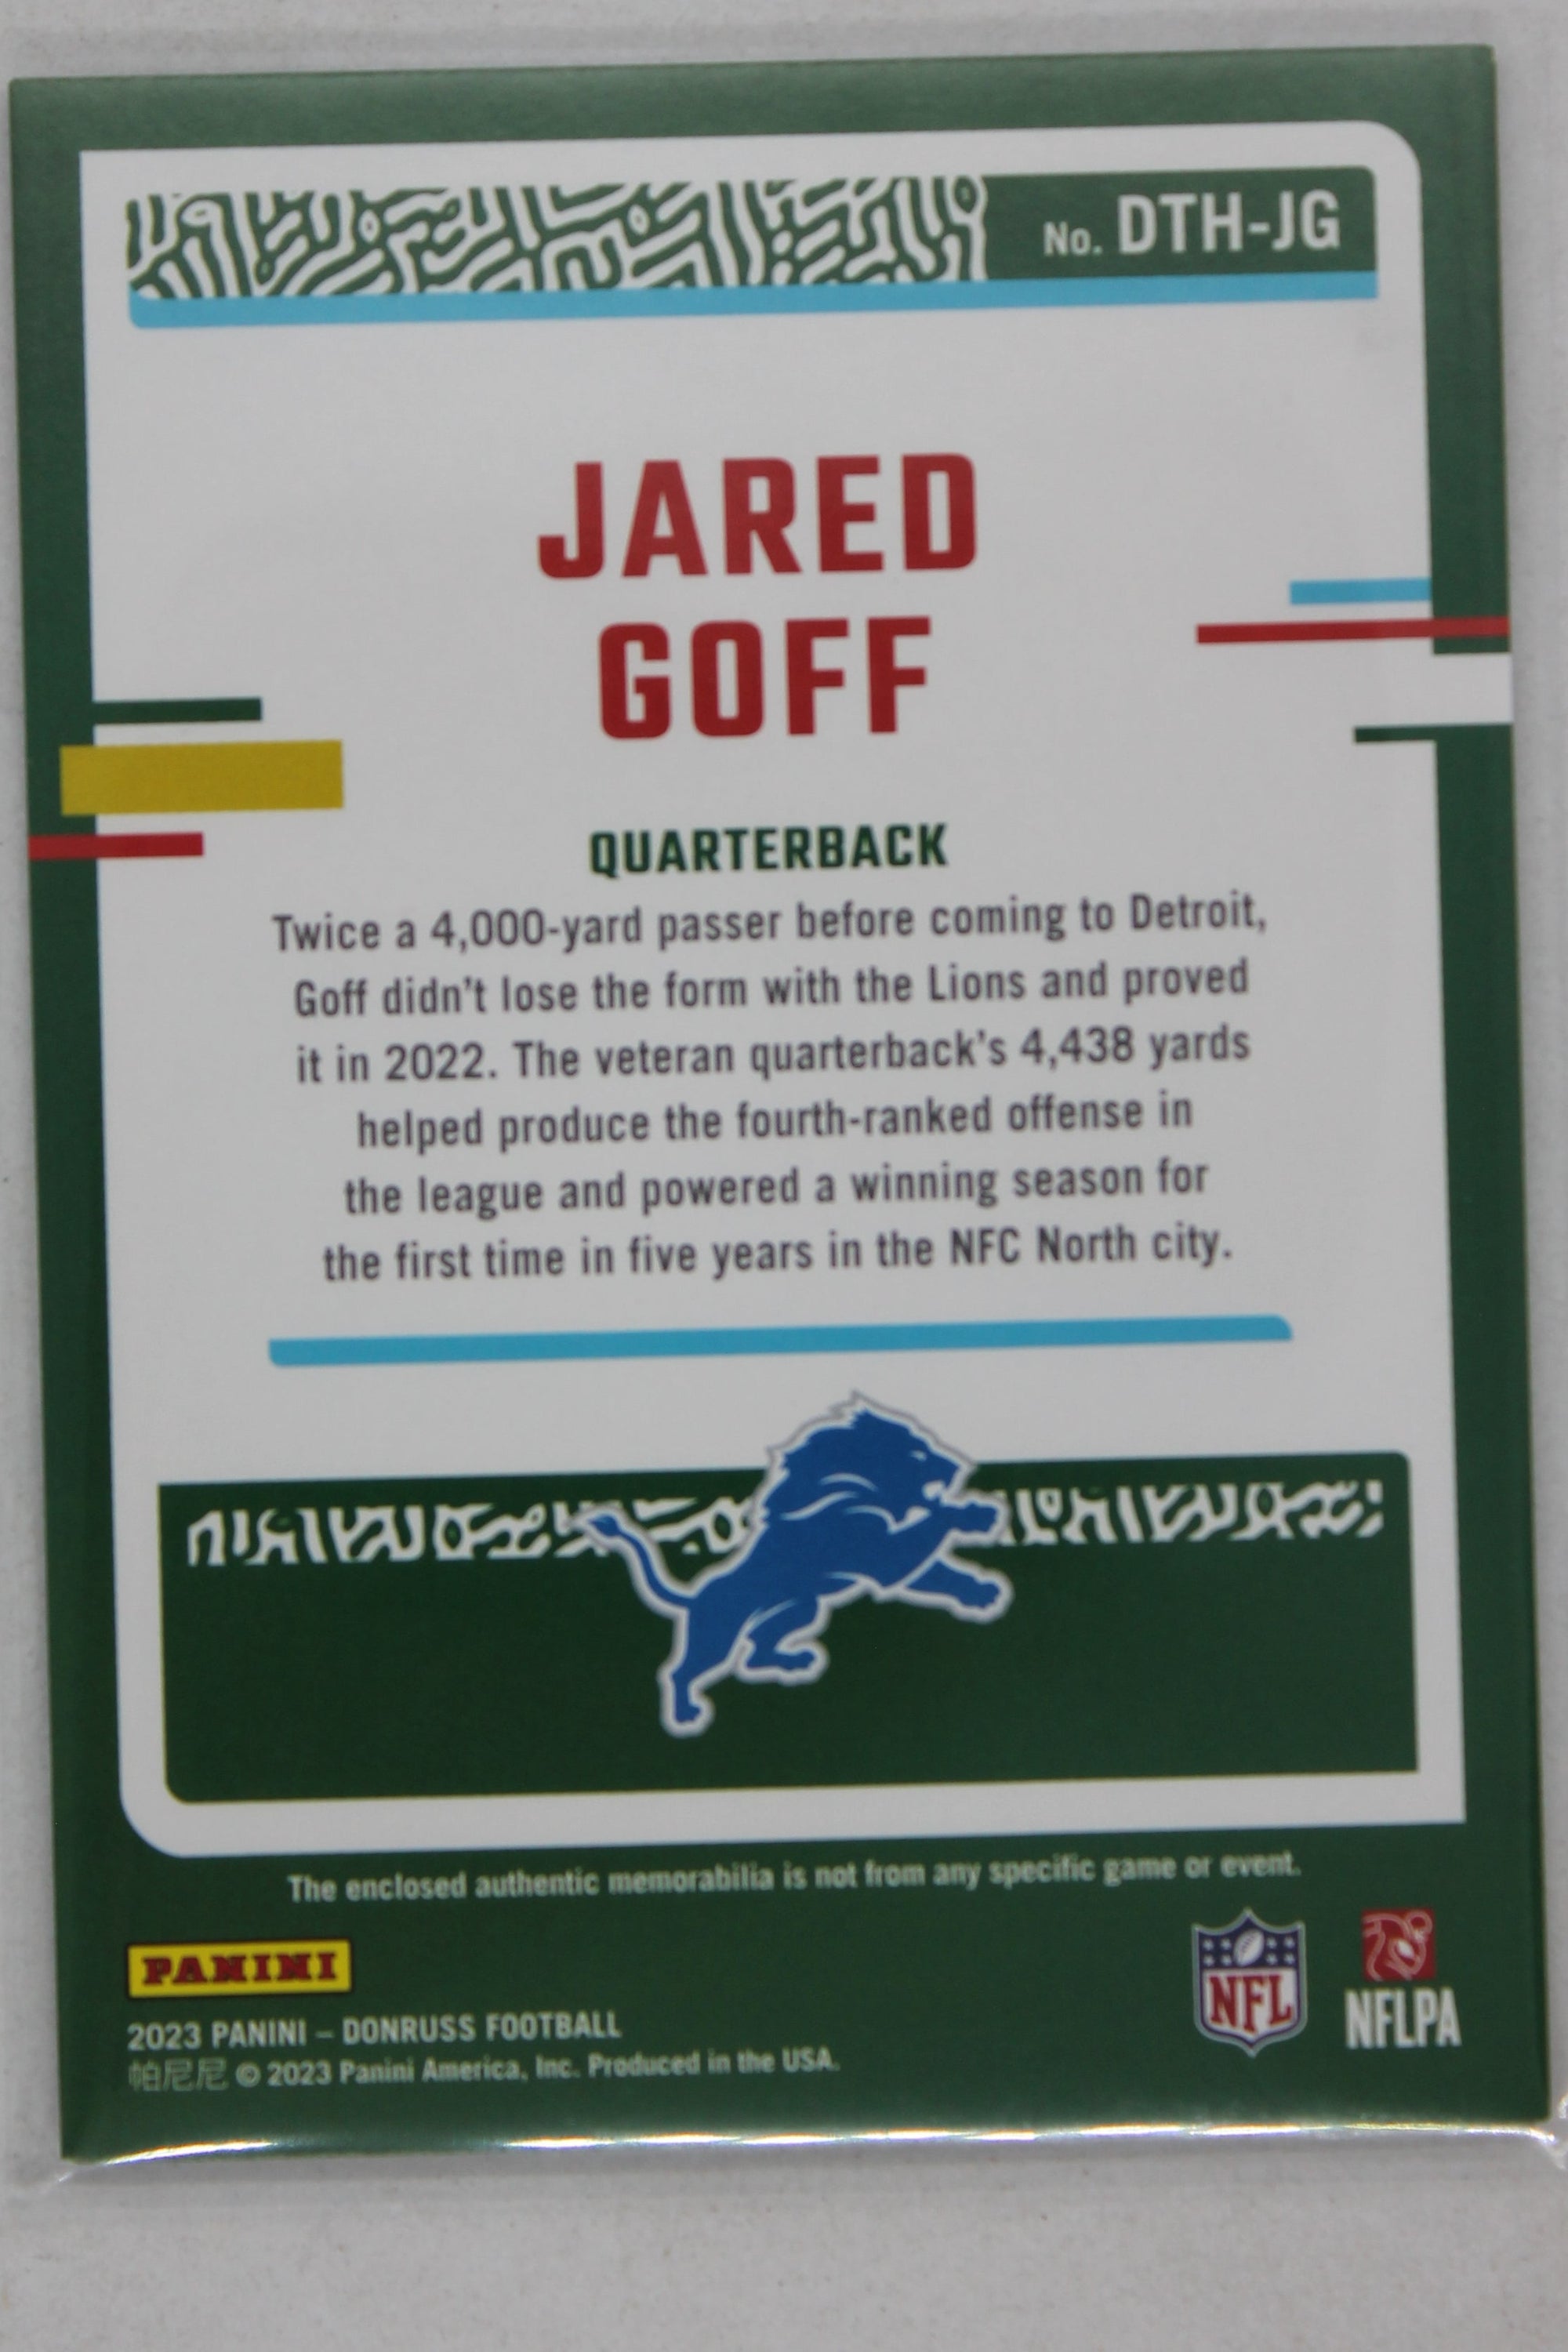 No. DTH-JG
JARED
GOFF
QUARTERBACK
Twice a 4,000-yard passer before coming to Detroit,
Goff didn't lose the form with the Lions and proved
it in 2022. The veteran quarterback's 4,438 yards
helped produce the fourth-ranked offense in
the league and powered a winning season for
the first time in five years in the NFC North city.
The enclosed authentic memorabilia is not from any specific game or event.
PANINI
NFL
NFLPA
2023 PANINI – DONRUSS FOOTBALL
帕尼尼 © 2023 Panini America, Inc. Produced in the USA.